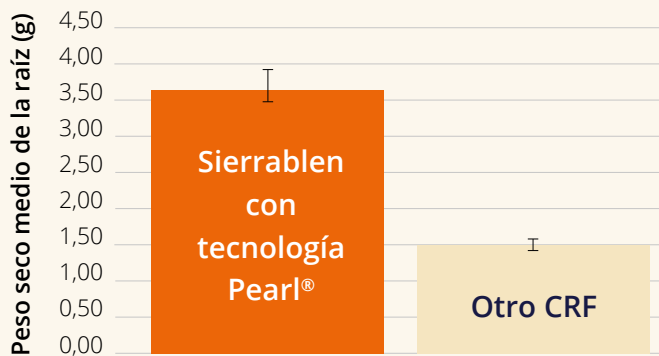 Peso seco medio de la raíz (g)
4,50
4,00
3,50
3,00
2,50
2,00
1,50
1,00
0,50
0,00
Sierrablen
con
tecnología
Pearl®
Otro CRF